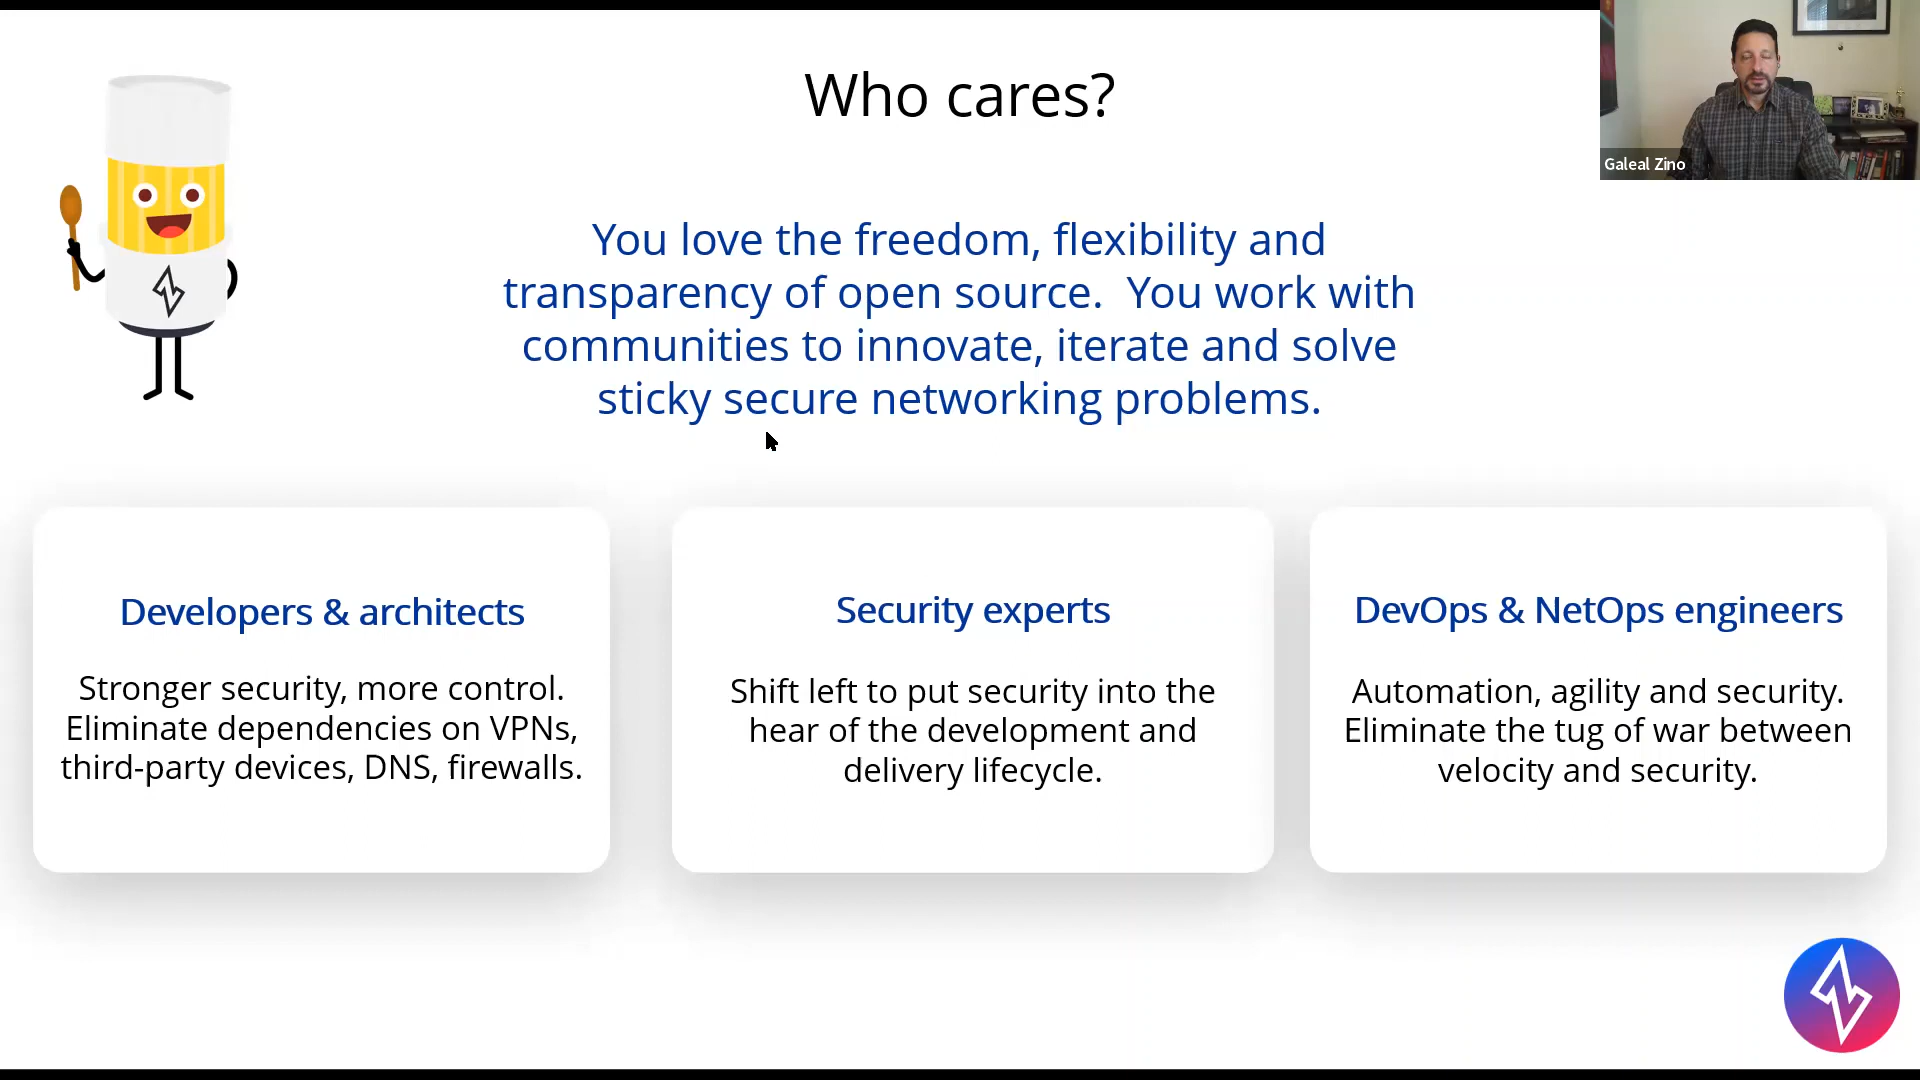 Who cares?
Galeal Zino
You love the freedom, flexibility and
transparency of open source.  You work with
communities to innovate, iterate and solve
sticky secure networking problems.
Developers & architects
Stronger security, more control.
Eliminate dependencies on VPNs,
third-party devices, DNS, firewalls.
Security experts
Shift left to put security into the
hear of the development and
delivery lifecycle.
DevOps & NetOps engineers
Automation, agility and security.
Eliminate the tug of war between
velocity and security.